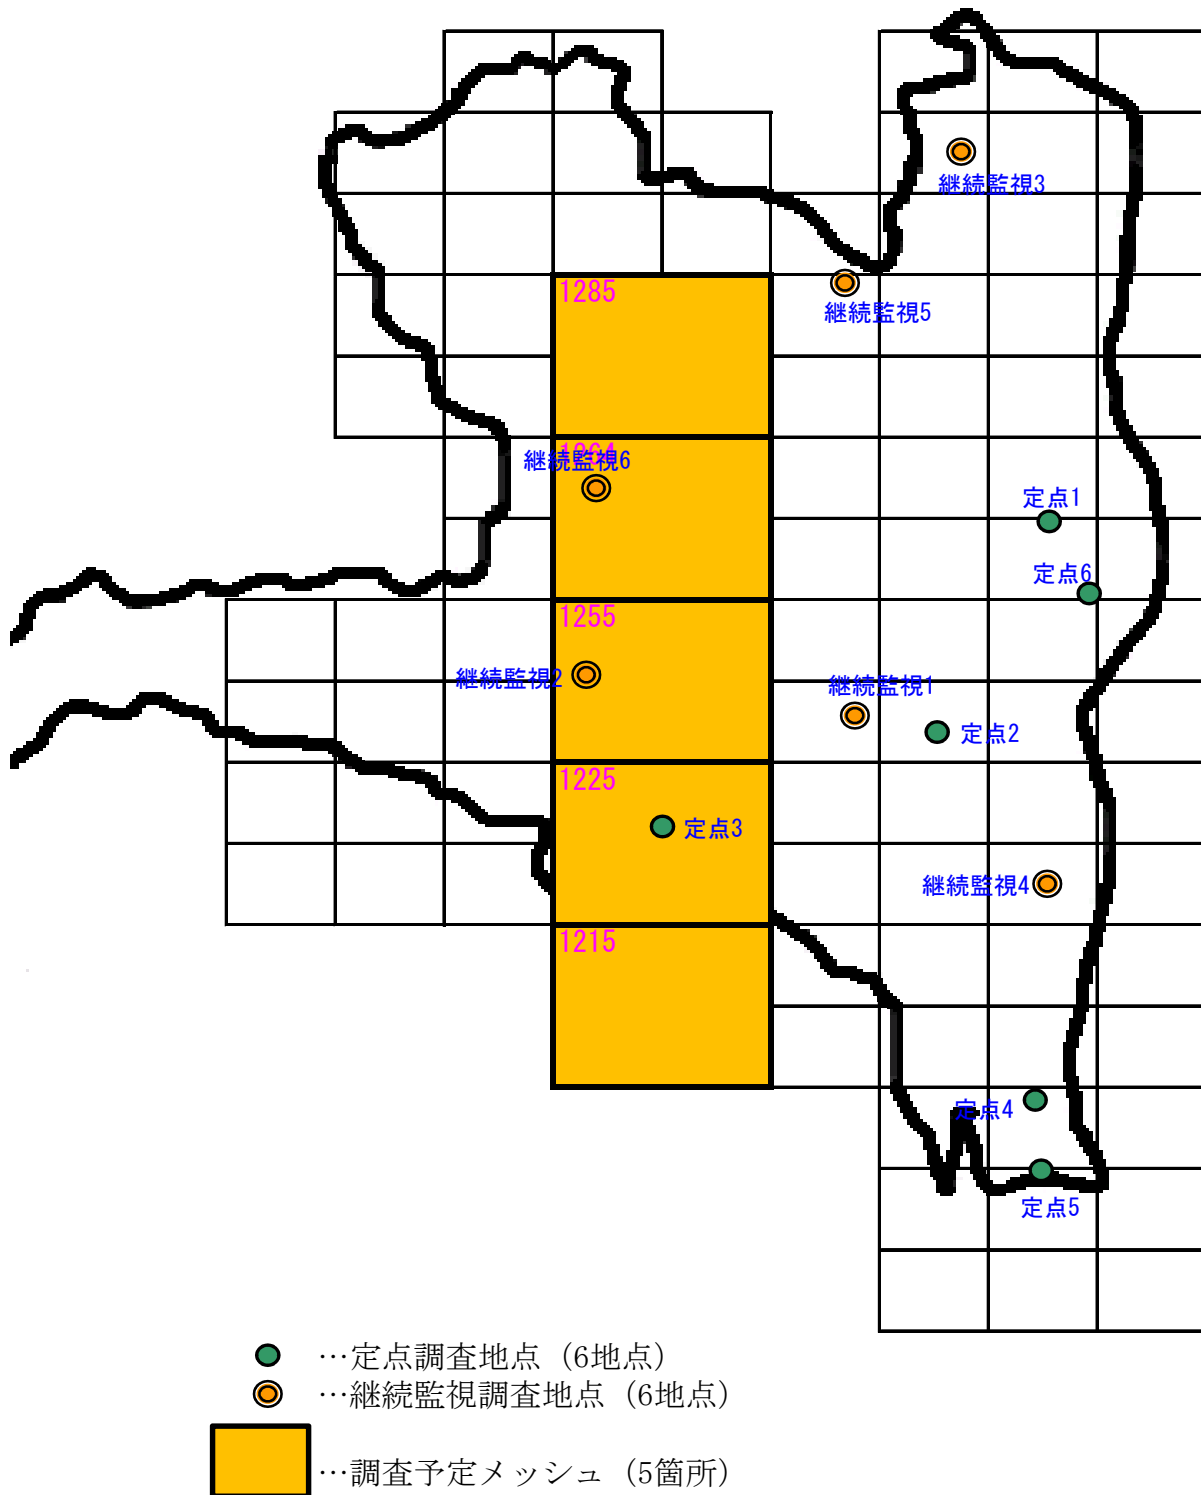 継続監視3
1285
継続監視5
1264
継続監視6
定点1
定点6
1255
継続監視2
継続監視1
定点2
1225
定点3
継続監視4
1215
定点4
定点5
…定点調査地点（6地点）
…継続監視調査地点（6地点）
…調査予定メッシュ（5箇所）